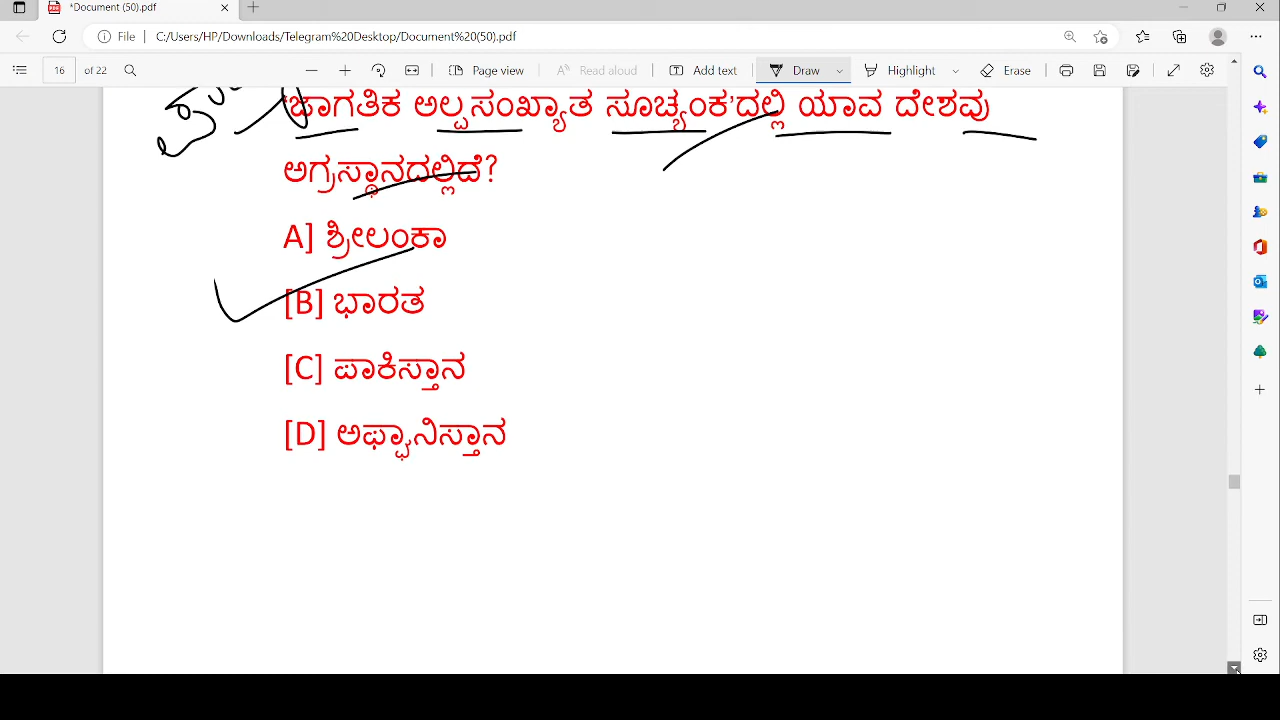 *Document (50).pdf
File C:/Users/HP/Downloads/Telegram%20Desktop/Document%20(50).pdf
16 of 22 Page view Read aloud Add text Draw Highlight Erase
'ಜಾಗತಿಕ ಅಲ್ಪಸಂಖ್ಯಾತ ಸೂಚ್ಯಂಕ'ದಲ್ಲಿ ಯಾವ ದೇಶವು
ಅಗ್ರಸ್ಥಾನದಲ್ಲಿದೆ?
A] ಶ್ರೀಲಂಕಾ
[B] ಭಾರತ
[C] ಪಾಕಿಸ್ತಾನ
[D] ಅಫ್ಘಾನಿಸ್ತಾನ